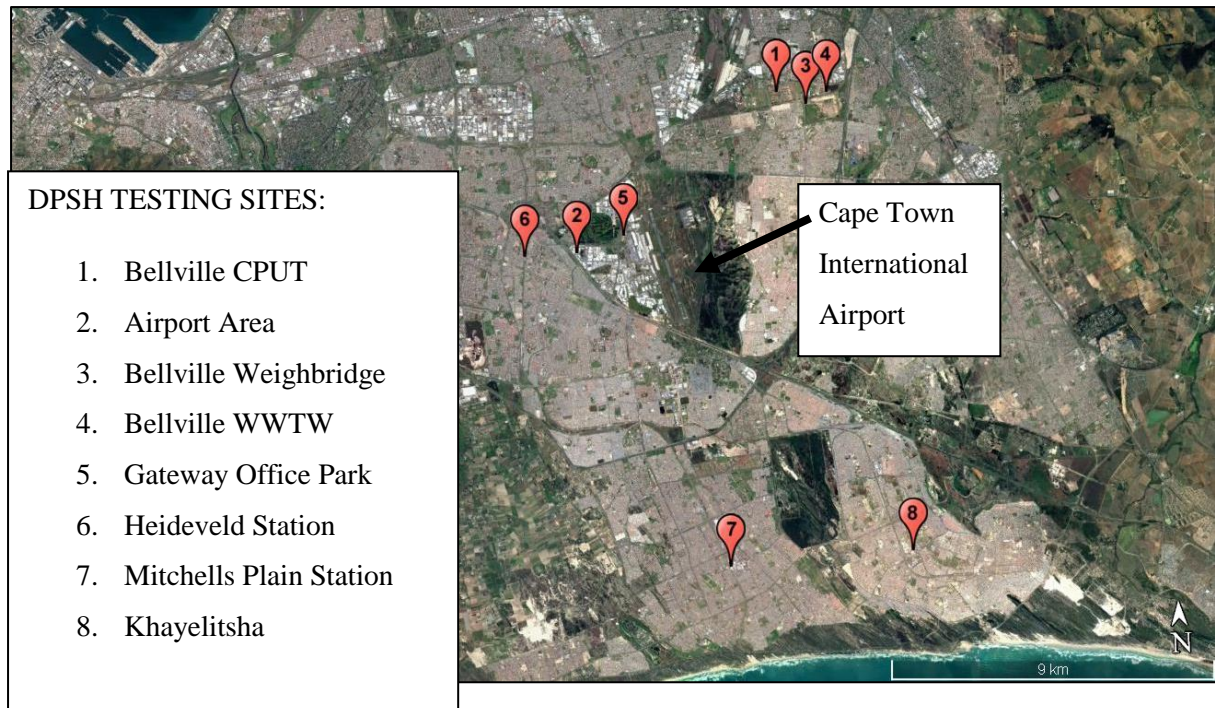 1
3
4
5
6
2
DPSH TESTING SITES:
1. Bellville CPUT
2. Airport Area
3. Bellville Weighbridge
4. Bellville WWTW
5. Gateway Office Park
6. Heideveld Station
7. Mitchells Plain Station
8. Khayelitsha
Cape Town
International
Airport
8
7
N
9 km